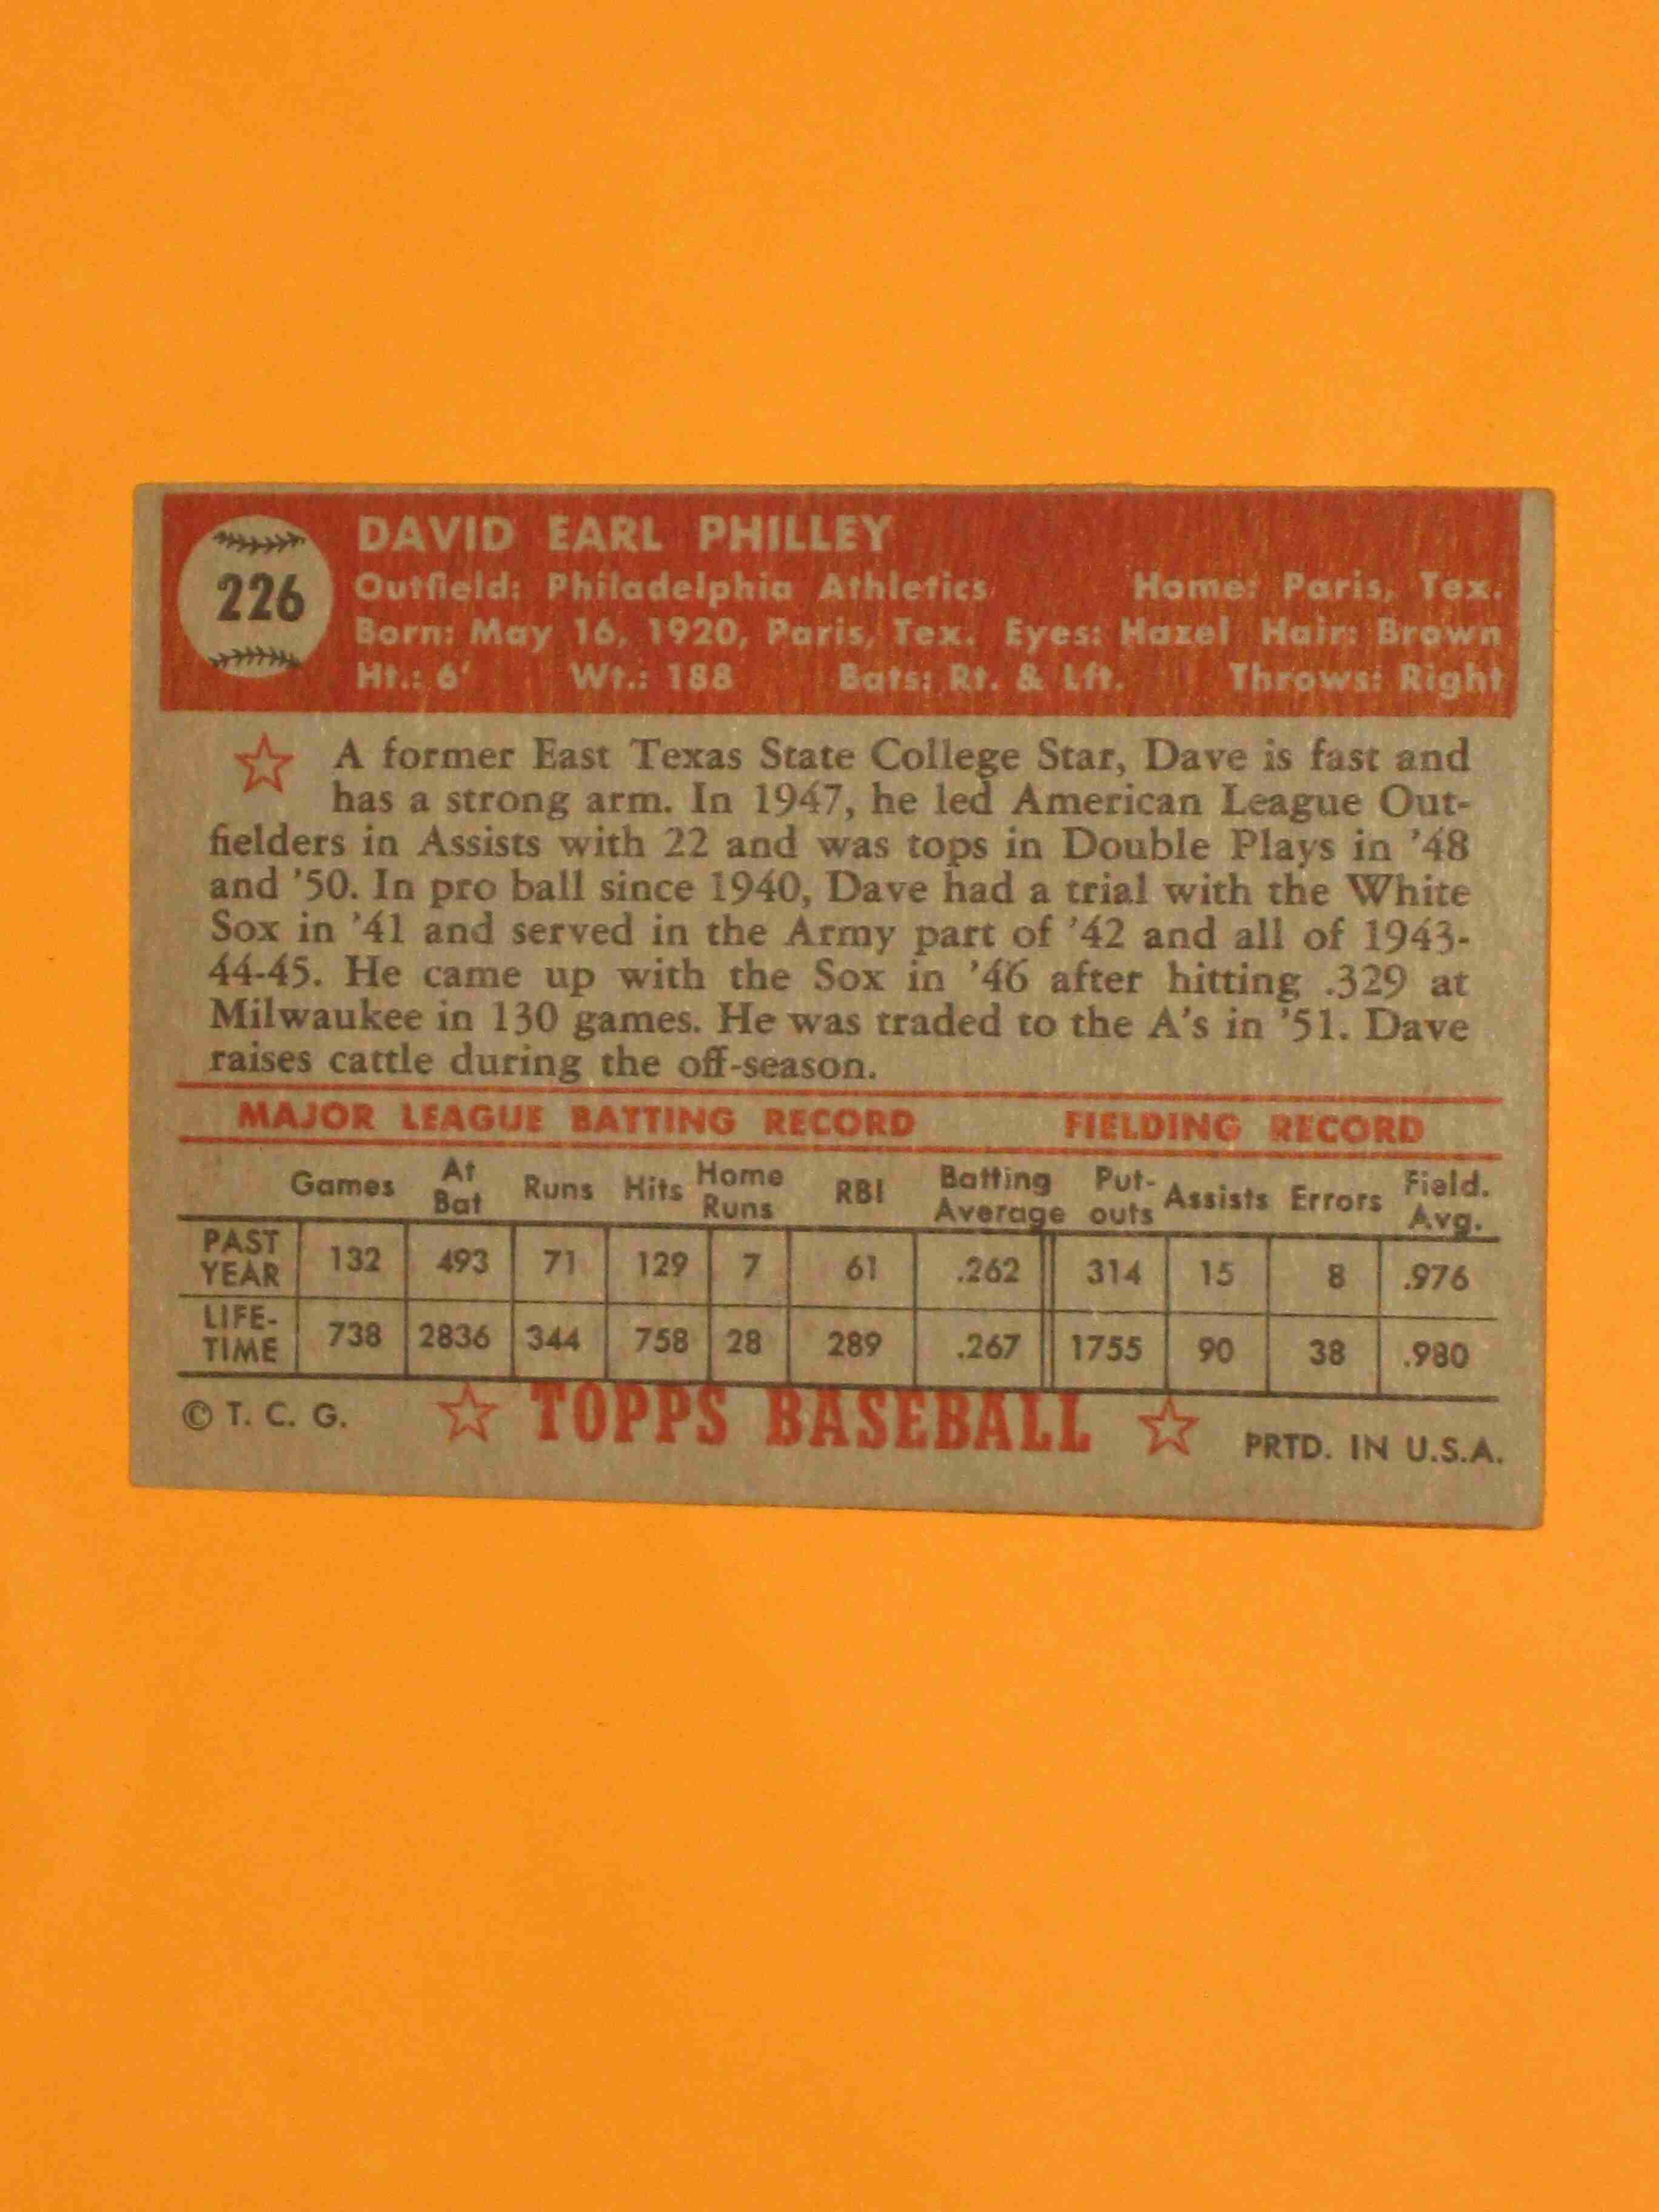 226
DAVID EARL PHILLEY
Outfield: Philadelphia Athletics Home: Paris, Tex.
Born: May 16, 1920, Paris, Tex. Eyes: Hazel Hair: Brown
Ht.: 6' Wt.: 188 Bats: Rt. & Lft. Throws: Right
A former East Texas State College Star, Dave is fast and
has a strong arm. In 1947, he led American League Out-
fielders in Assists with 22 and was tops in Double Plays in '48
and '50. In pro ball since 1940, Dave had a trial with the White
Sox in '41 and served in the Army part of '42 and all of 1943-
44-45. He came up with the Sox in '46 after hitting .329 at
Milwaukee in 130 games. He was traded to the A's in '51. Dave
raises cattle during the off-season.
MAJOR LEAGUE BATTING RECORD FIELDING RECORD
Games At Bat Runs Hits Home Runs RBI Batting Average Put-outs Assists Errors Field. Avg.
PAST YEAR 132 493 71 129 7 61 .262 314 15 8 .976
LIFE-TIME 738 2836 344 758 28 289 .267 1755 90 38 .980
© T. C. G. TOPPS BASEBALL PRTD. IN U.S.A.